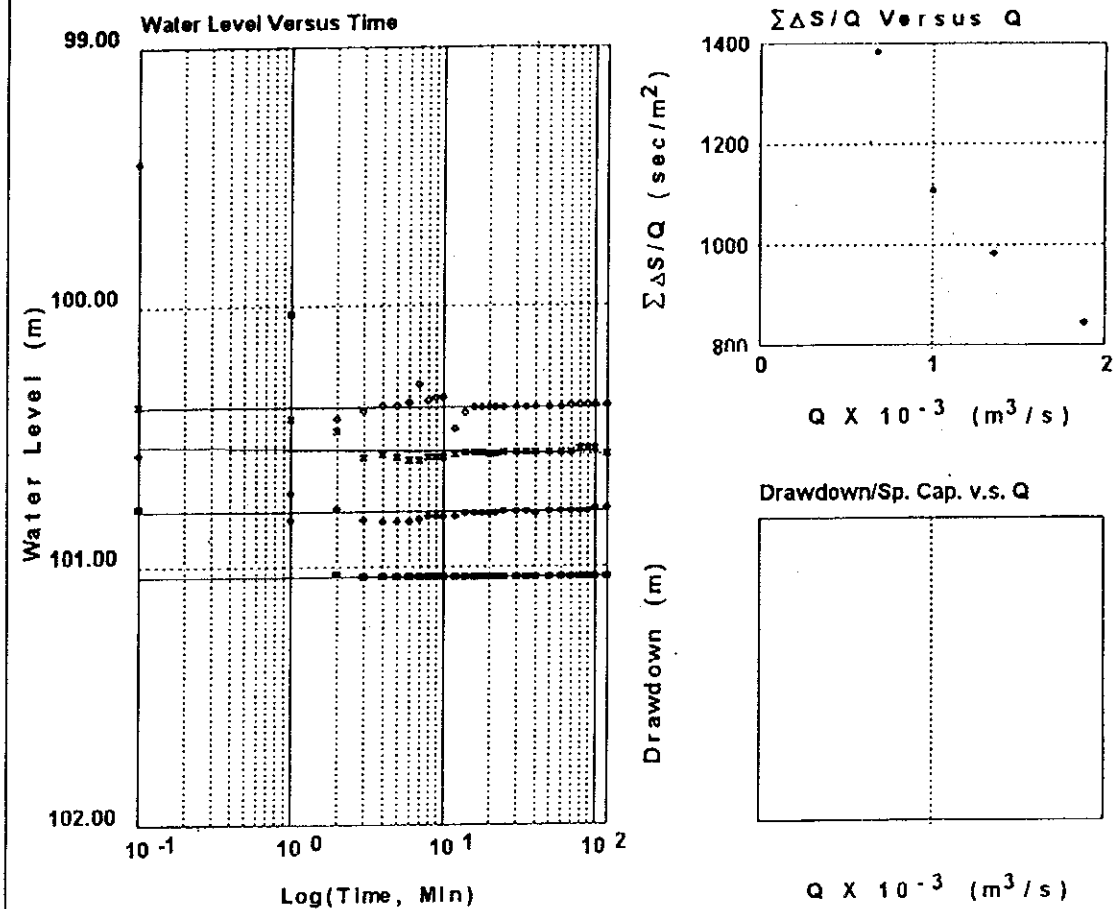 Water Level Versus Time
99.00
100.00
101.00
102.00
Water Level (m)
10 -1
10 0
10 1
10 2
Log(Time, Min)
ΣΔS/Q Versus Q
1400
1200
1000
800
ΣΔS/Q (sec/m2)
0
1
2
Q X 10 -3 (m3/s)
Drawdown/Sp. Cap. v.s. Q
Drawdown (m)
Q X 10 -3 (m3/s)